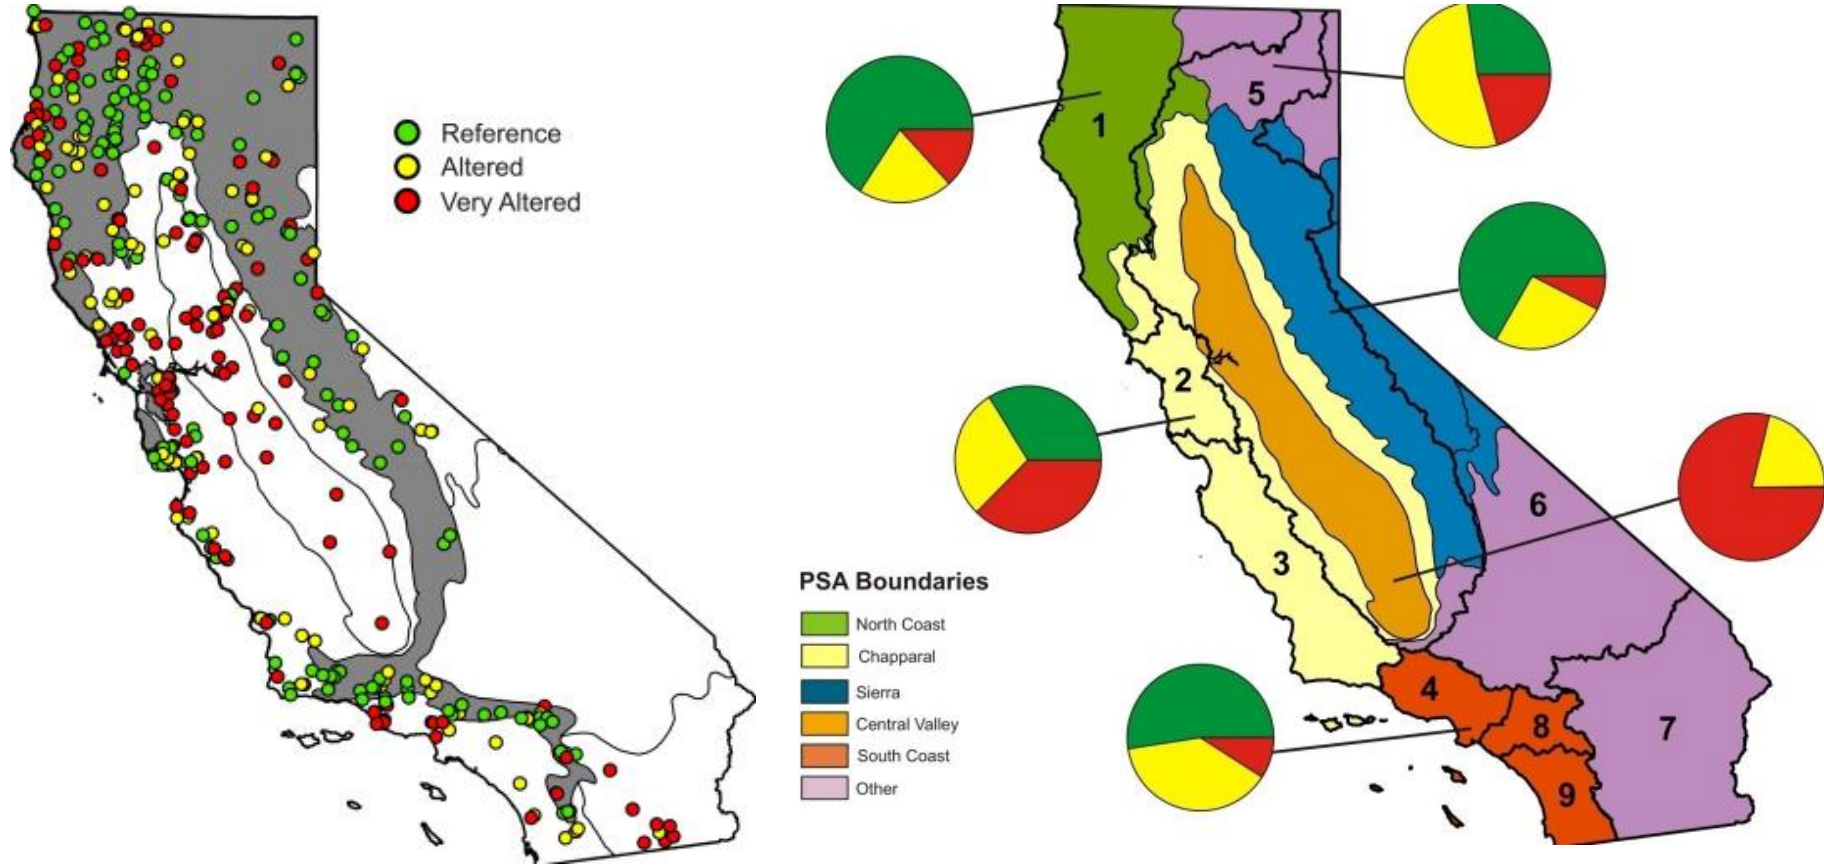 Reference
Altered
Very Altered
1
5
2
3
6
4
8
7
9
PSA Boundaries
North Coast
Chapparal
Sierra
Central Valley
South Coast
Other